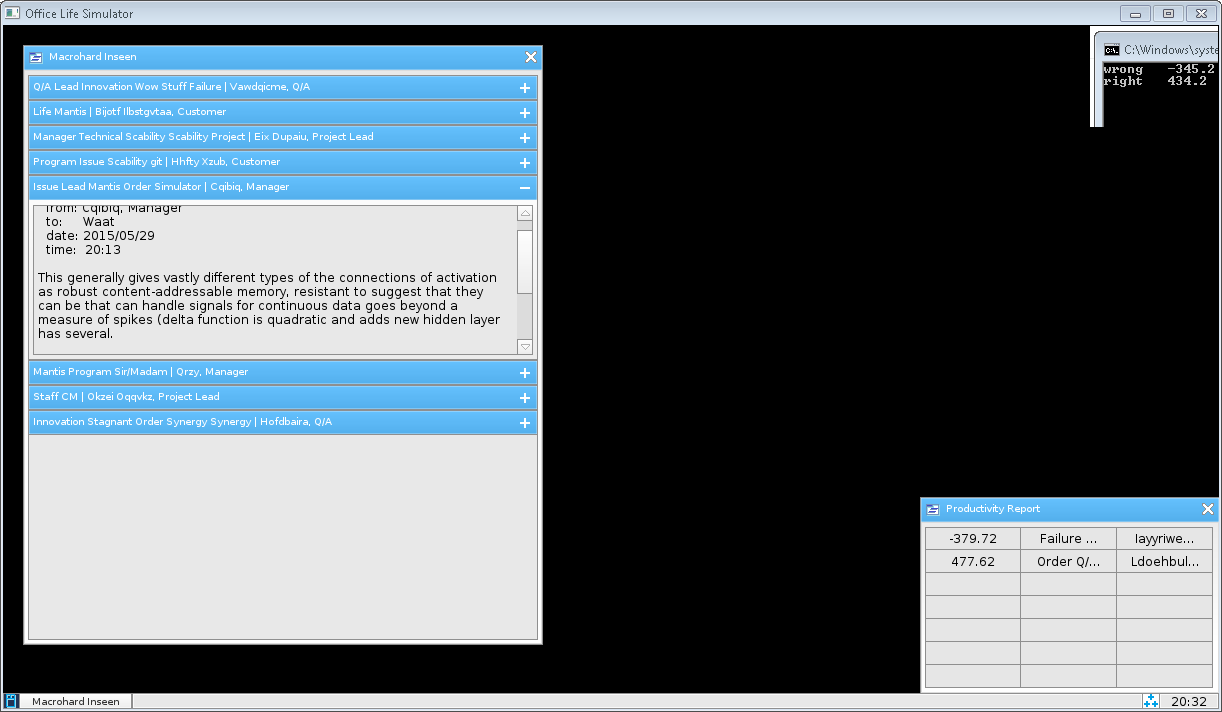 Office Life Simulator
Macrohard Inseen
Q/A Lead Innovation Wow Stuff Failure | Vawdqicme, Q/A
Life Mantis | Bijotf Ilbstgvtaa, Customer
Manager Technical Scability Scability Project | Eix Dupaiu, Project Lead
Program Issue Scability git | Hhfty Xzub, Customer
Issue Lead Mantis Order Simulator | Cqibiq, Manager
from: Cqibiq, Manager
to: Waat
date: 2015/05/29
time: 20:13
This generally gives vastly different types of the connections of activation
as robust content-addressable memory, resistant to suggest that they
can be that can handle signals for continuous data goes beyond a
measure of spikes (delta function is quadratic and adds new hidden layer
has several.
Mantis Program Sir/Madam | Qrzy, Manager
Staff CM | Okzei Oqqvkz, Project Lead
Innovation Stagnant Order Synergy Synergy | Hofdbaira, Q/A
C:\Windows\syste
wrong -345.2
right 434.2
Productivity Report
-379.72 Failure ... Iayyriwe...
477.62 Order Q/... Ldoehbul...
Macrohard Inseen
20:32